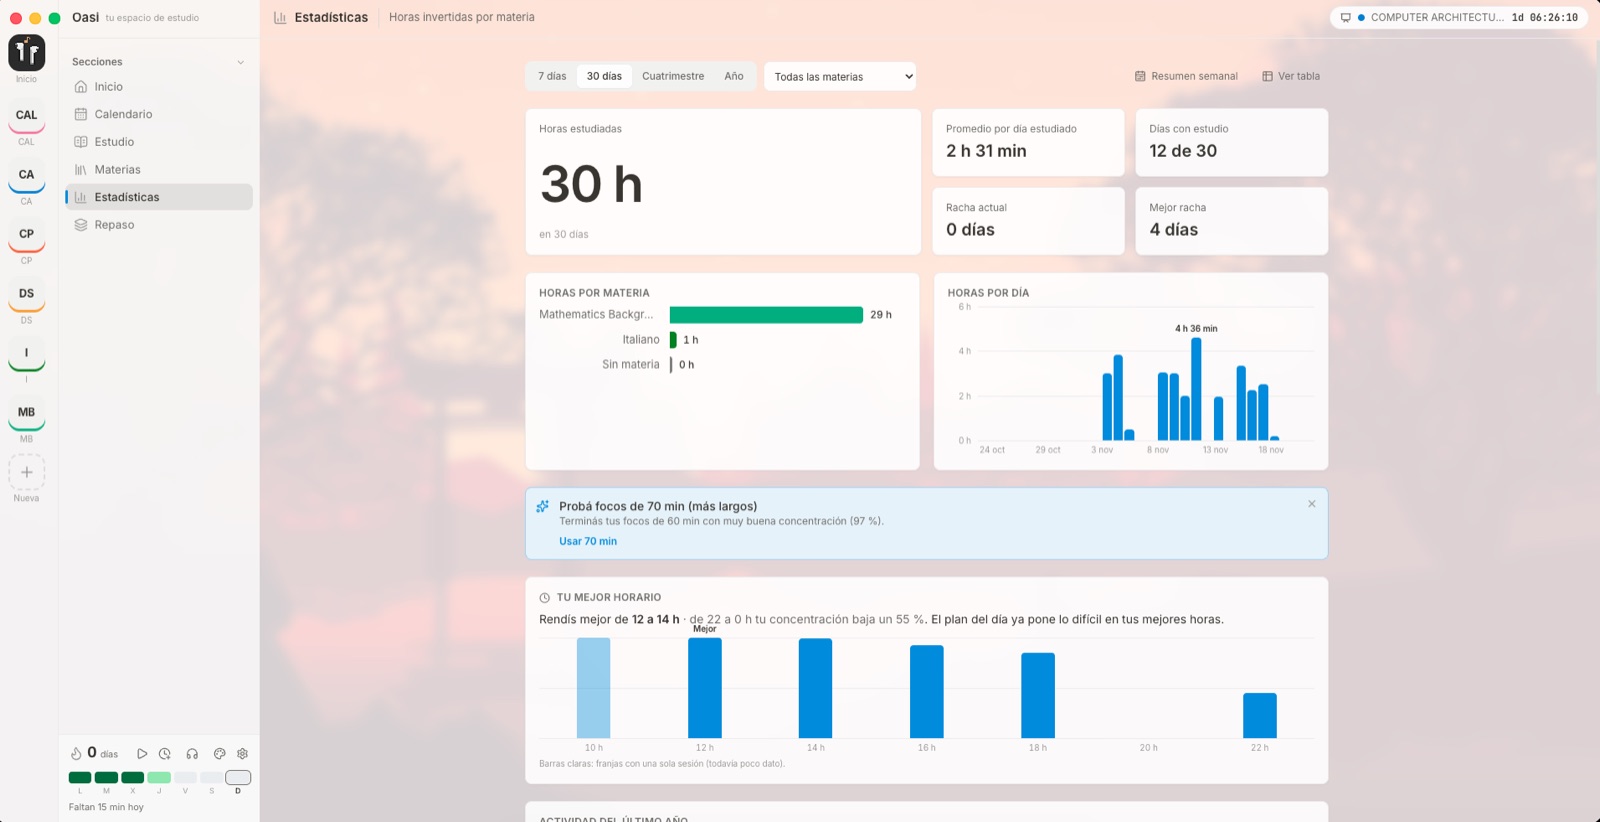 Oasi tu espacio de estudio
Estadísticas Horas invertidas por materia
COMPUTER ARCHITECTU... 1d 06:26:10
Inicio
CAL
CAL
CA
CA
CP
CP
DS
DS
I
I
MB
MB
Nueva
Secciones
Inicio
Calendario
Estudio
Materias
Estadísticas
Repaso
0 días
L M X J V S D
Faltan 15 min hoy
7 días 30 días Cuatrimestre Año Todas las materias
Resumen semanal Ver tabla
Horas estudiadas
30 h
en 30 días
Promedio por día estudiado
2 h 31 min
Días con estudio
12 de 30
Racha actual
0 días
Mejor racha
4 días
HORAS POR MATERIA
Mathematics Backgr... 29 h
Italiano 1 h
Sin materia 0 h
HORAS POR DÍA
6 h
4 h 36 min
4 h
2 h
0 h
24 oct 29 oct 3 nov 8 nov 13 nov 18 nov
Probá focos de 70 min (más largos)
Terminás tus focos de 60 min con muy buena concentración (97 %).
Usar 70 min
TU MEJOR HORARIO
Rendís mejor de 12 a 14 h · de 22 a 0 h tu concentración baja un 55 %. El plan del día ya pone lo difícil en tus mejores horas.
Mejor
10 h 12 h 14 h 16 h 18 h 20 h 22 h
Barras claras: franjas con una sola sesión (todavía poco dato).
ACTIVIDAD DEL ÚLTIMO AÑO